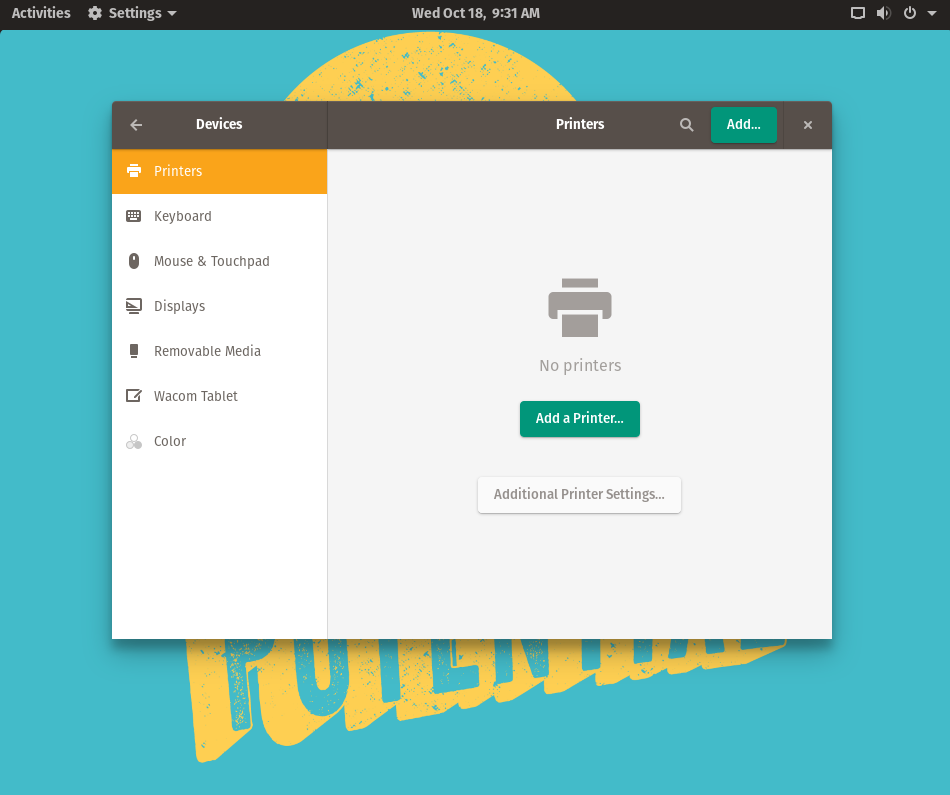 Activities Settings Wed Oct 18, 9:31 AM
Devices Printers Add...
Printers
Keyboard
Mouse & Touchpad
Displays
Removable Media
Wacom Tablet
Color
No printers
Add a Printer...
Additional Printer Settings...